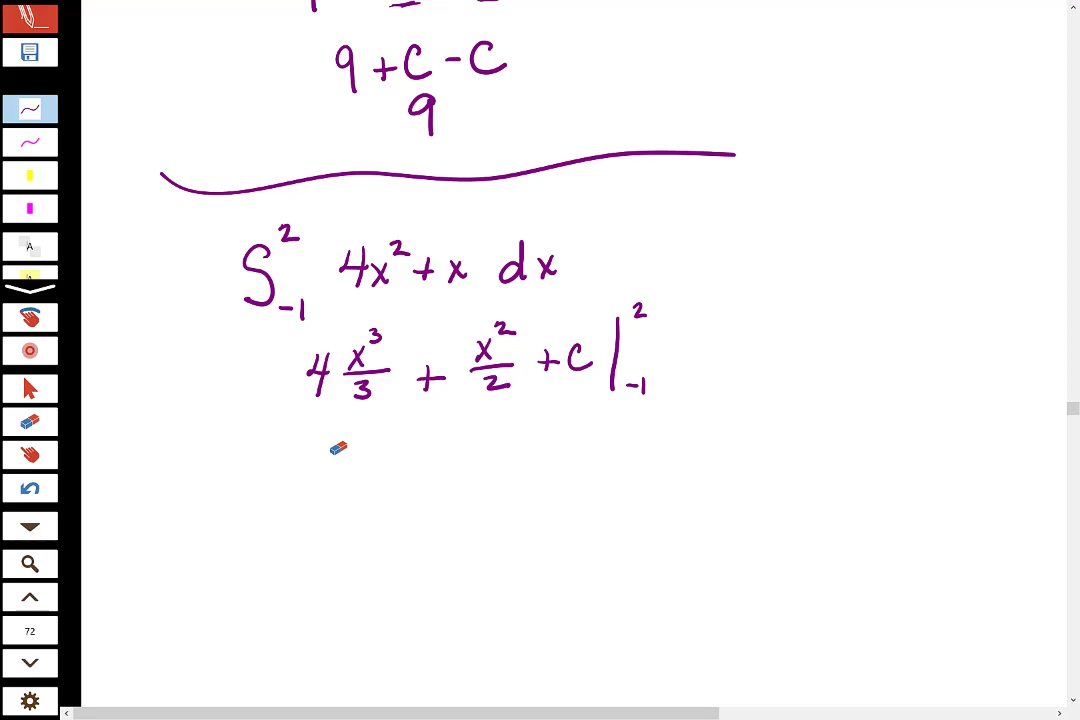 9 + C - C
9
∫_{-1}^{2} 4x² + x dx
4 x³/3 + x²/2 + C |_{-1}^{2}
A
72